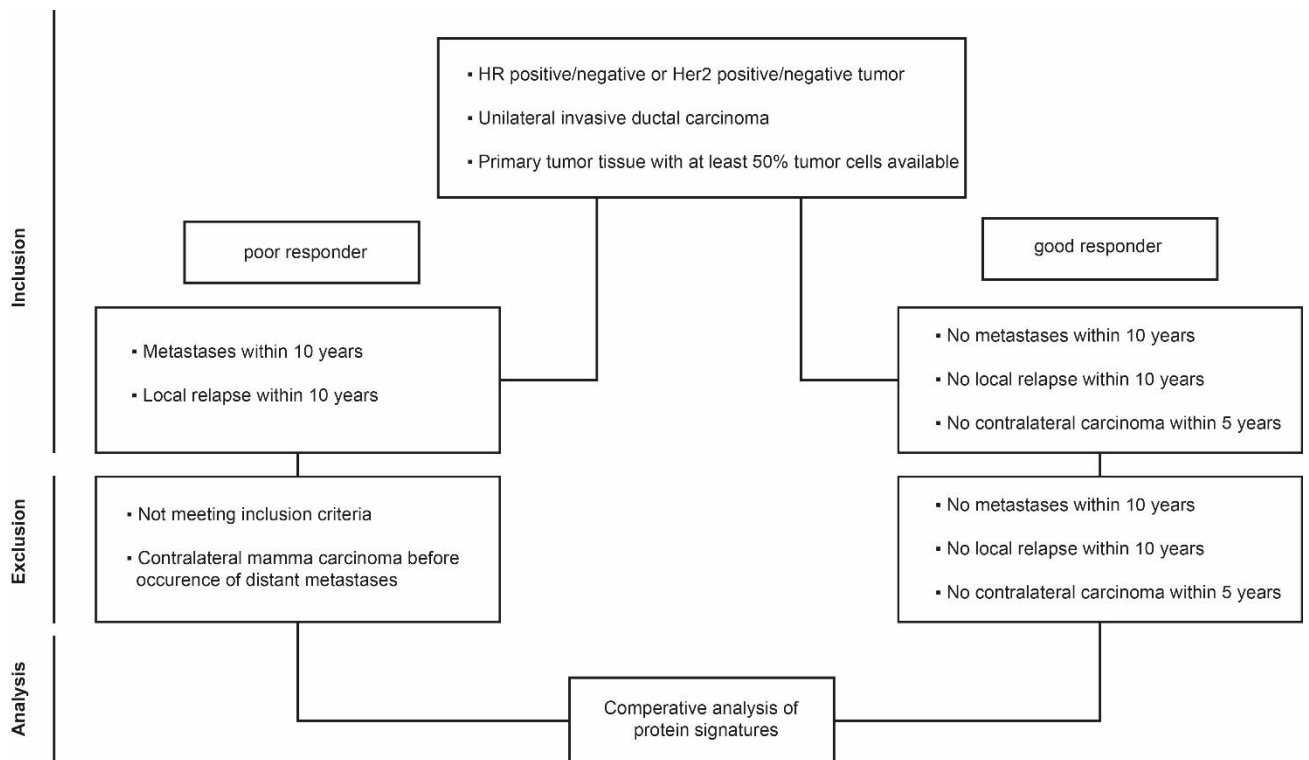 ▪ HR positive/negative or Her2 positive/negative tumor
▪ Unilateral invasive ductal carcinoma
▪ Primary tumor tissue with at least 50% tumor cells available
Inclusion
poor responder
good responder
▪ Metastases within 10 years
▪ Local relapse within 10 years
▪ No metastases within 10 years
▪ No local relapse within 10 years
▪ No contralateral carcinoma within 5 years
Exclusion
▪ Not meeting inclusion criteria
▪ Contralateral mamma carcinoma before
occurence of distant metastases
▪ No metastases within 10 years
▪ No local relapse within 10 years
▪ No contralateral carcinoma within 5 years
Analysis
Comperative analysis of
protein signatures